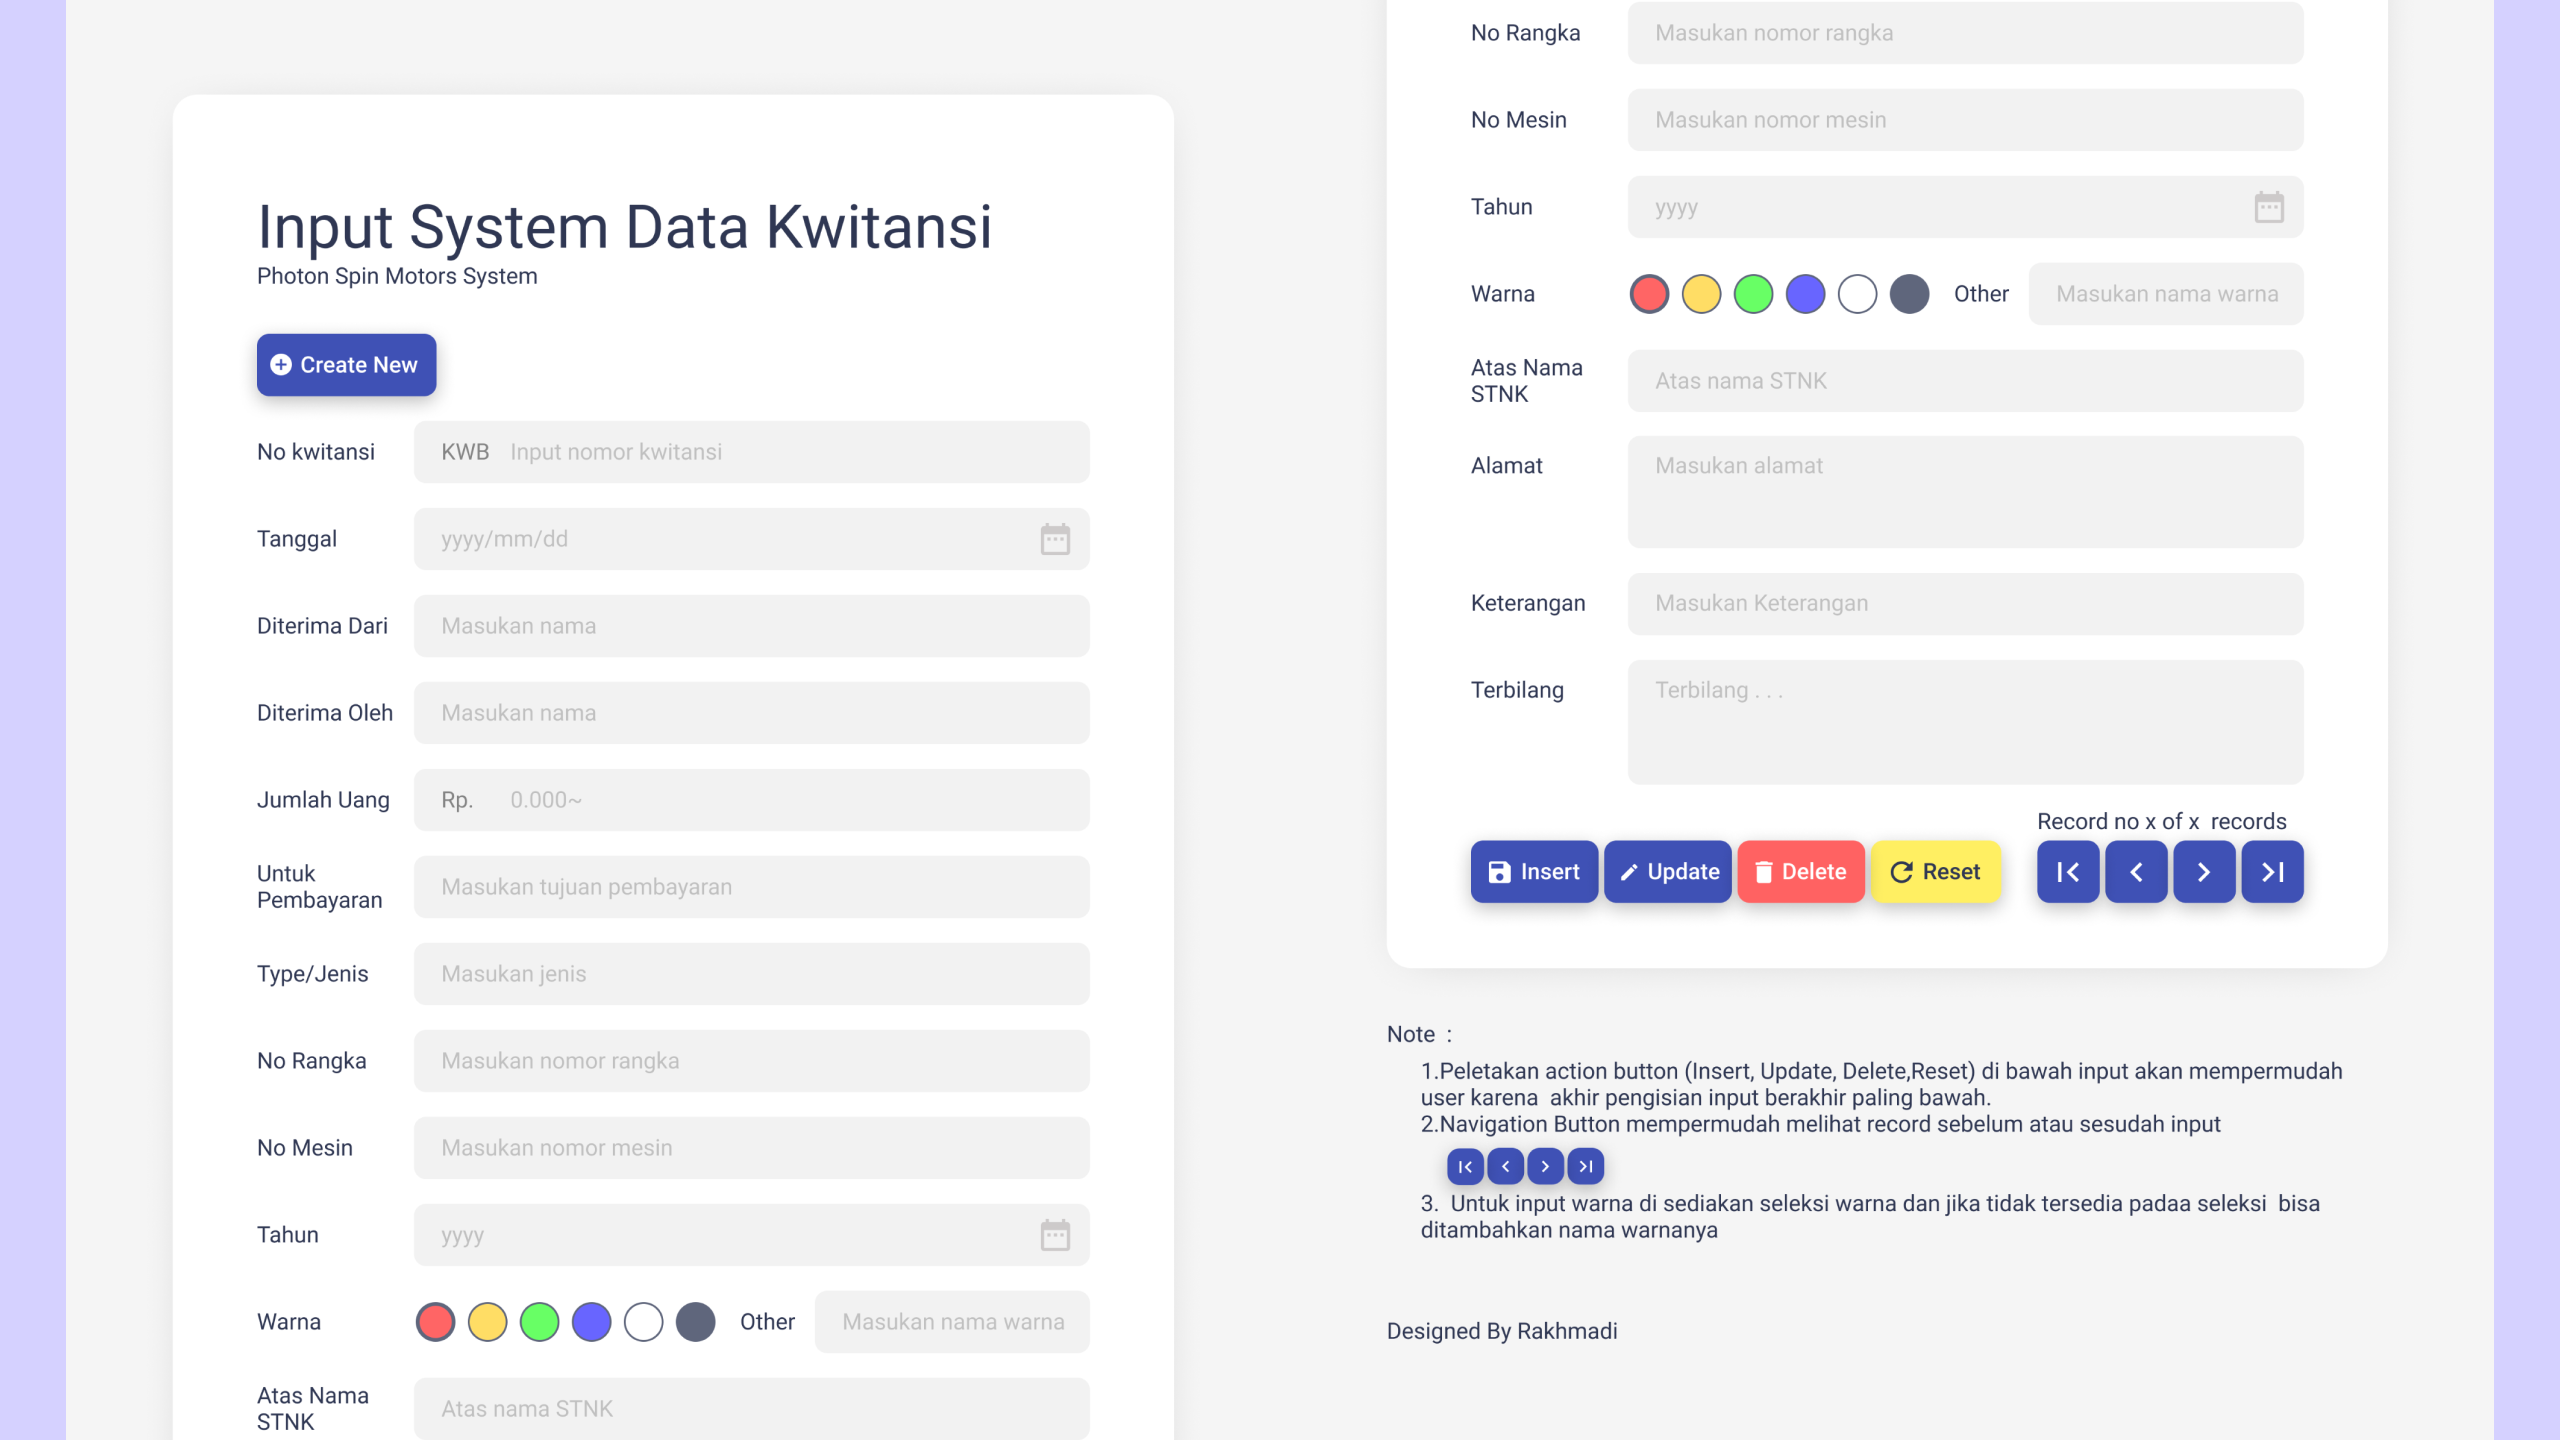 Input System Data Kwitansi
Photon Spin Motors System
Create New
No kwitansi
KWB Input nomor kwitansi
Tanggal
yyyy/mm/dd
Diterima Dari
Masukan nama
Diterima Oleh
Masukan nama
Jumlah Uang
Rp. 0.000~
Untuk
Pembayaran
Masukan tujuan pembayaran
Type/Jenis
Masukan jenis
No Rangka
Masukan nomor rangka
No Mesin
Masukan nomor mesin
Tahun
yyyy
Warna
Other
Masukan nama warna
Atas Nama
STNK
Atas nama STNK
No Rangka
Masukan nomor rangka
No Mesin
Masukan nomor mesin
Tahun
yyyy
Warna
Other
Masukan nama warna
Atas Nama
STNK
Atas nama STNK
Alamat
Masukan alamat
Keterangan
Masukan Keterangan
Terbilang
Terbilang . . .
Record no x of x  records
Insert
Update
Delete
Reset
Note  :
1.Peletakan action button (Insert, Update, Delete,Reset) di bawah input akan mempermudah
user karena  akhir pengisian input berakhir paling bawah.
2.Navigation Button mempermudah melihat record sebelum atau sesudah input
3.  Untuk input warna di sediakan seleksi warna dan jika tidak tersedia padaa seleksi  bisa
ditambahkan nama warnanya
Designed By Rakhmadi